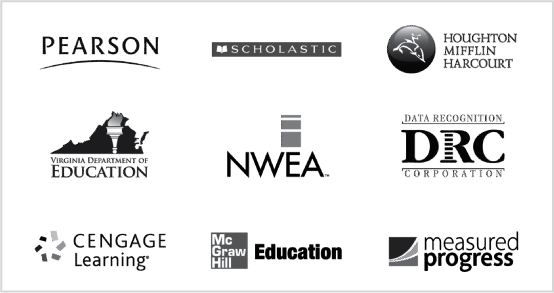 PEARSON
SCHOLASTIC
HOUGHTON
MIFFLIN
HARCOURT
VIRGINIA DEPARTMENT OF
EDUCATION
NWEA™
DATA RECOGNITION
DRC
CORPORATION
CENGAGE
Learning®
Mc
Graw
Hill
Education
measured
progress